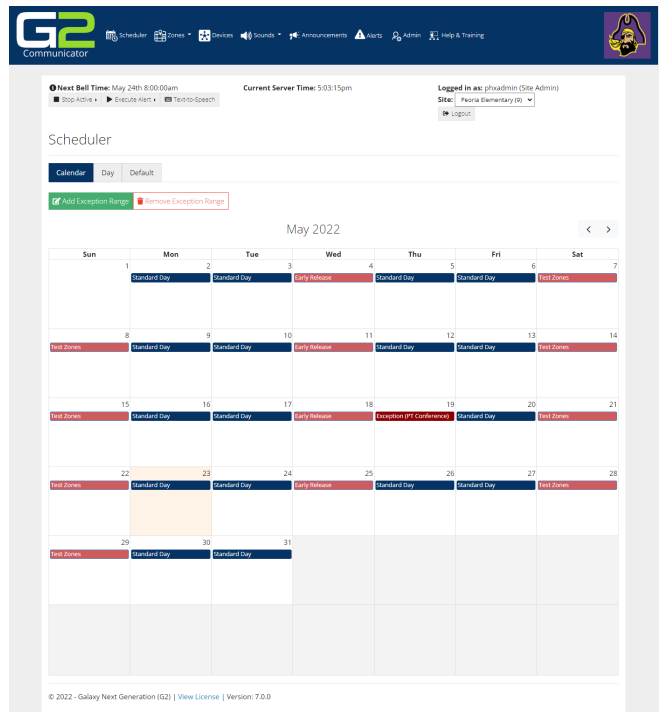 G2
Communicator
Scheduler Zones Devices Sounds Announcements Alerts Admin Help & Training
Next Bell Time: May 24th 8:00:00am Current Server Time: 5:03:15pm Logged in as: phxadmin (Site Admin)
Stop Active Execute Alert Text-to-Speech Site: Peoria Elementary (9)
Logout
Scheduler
Calendar Day Default
Add Exception Range Remove Exception Range
May 2022
Sun Mon Tue Wed Thu Fri Sat
1 2 3 4 5 6 7
Standard Day Standard Day Early Release Standard Day Standard Day Test Zones
8 9 10 11 12 13 14
Test Zones Standard Day Standard Day Early Release Standard Day Standard Day Test Zones
15 16 17 18 19 20 21
Test Zones Standard Day Standard Day Early Release Exception (PT Conference) Standard Day Test Zones
22 23 24 25 26 27 28
Test Zones Standard Day Standard Day Early Release Standard Day Standard Day Test Zones
29 30 31
Test Zones Standard Day Standard Day
© 2022 - Galaxy Next Generation (G2) | View License | Version: 7.0.0